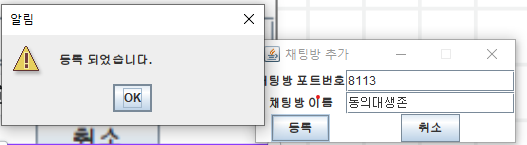 알림
등록 되었습니다.
OK
취소
채팅방 추가
채팅방 포트번호 8113
채팅방 이름 동의대생존
등록 취소